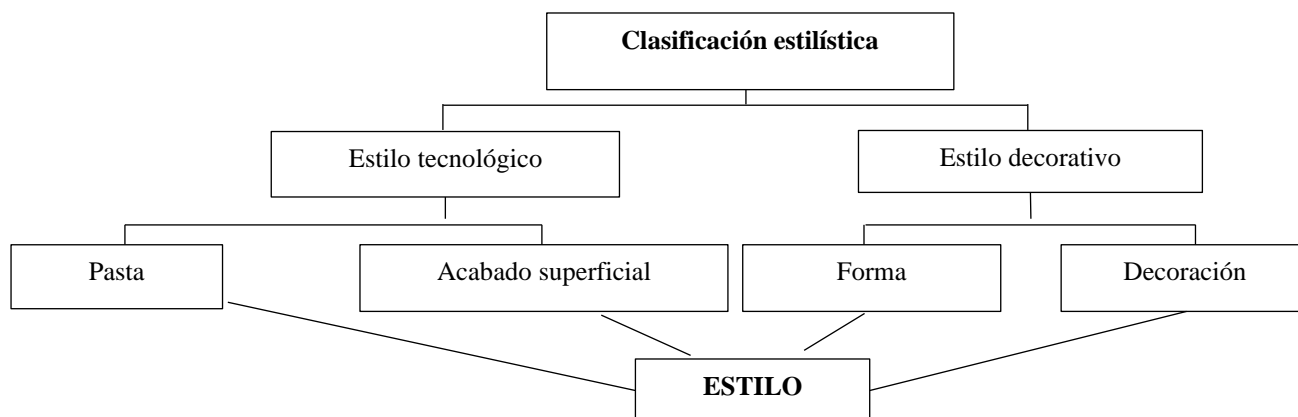 Clasificación estilística
Estilo tecnológico
Estilo decorativo
Pasta
Acabado superficial
Forma
Decoración
ESTILO